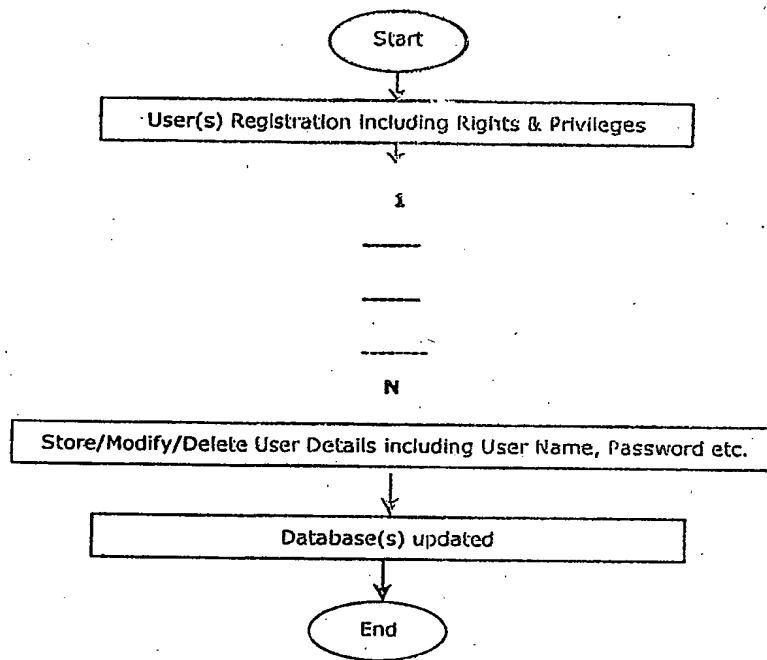 Start
User(s) Registration including Rights & Privileges
1
N
Store/Modify/Delete User Details including User Name, Password etc.
Database(s) updated
End